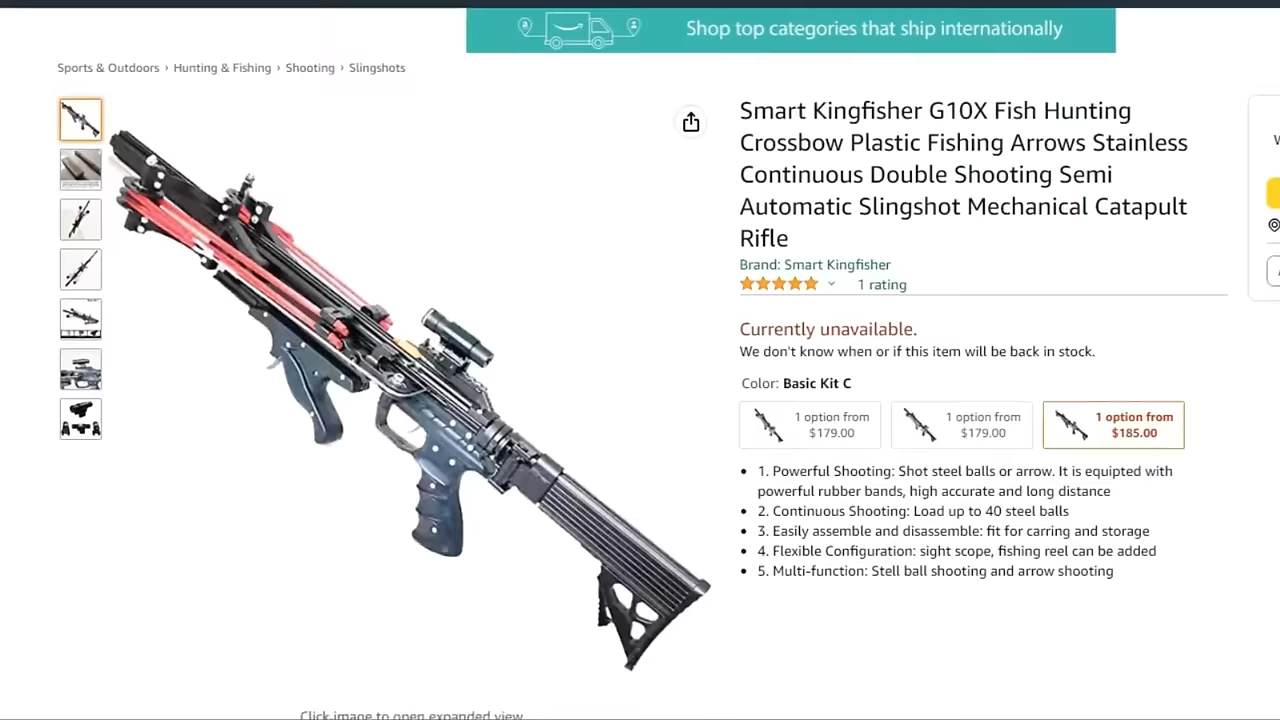 Shop top categories that ship internationally
Sports & Outdoors › Hunting & Fishing › Shooting › Slingshots
Smart Kingfisher G10X Fish Hunting
Crossbow Plastic Fishing Arrows Stainless
Continuous Double Shooting Semi
Automatic Slingshot Mechanical Catapult
Rifle
Brand: Smart Kingfisher
1 rating
Currently unavailable.
We don't know when or if this item will be back in stock.
Color: Basic Kit C
1 option from
$179.00
1 option from
$179.00
1 option from
$185.00
• 1. Powerful Shooting: Shot steel balls or arrow. It is equipted with
powerful rubber bands, high accurate and long distance
• 2. Continuous Shooting: Load up to 40 steel balls
• 3. Easily assemble and disassemble: fit for carring and storage
• 4. Flexible Configuration: sight scope, fishing reel can be added
• 5. Multi-function: Stell ball shooting and arrow shooting
Click image to open expanded view